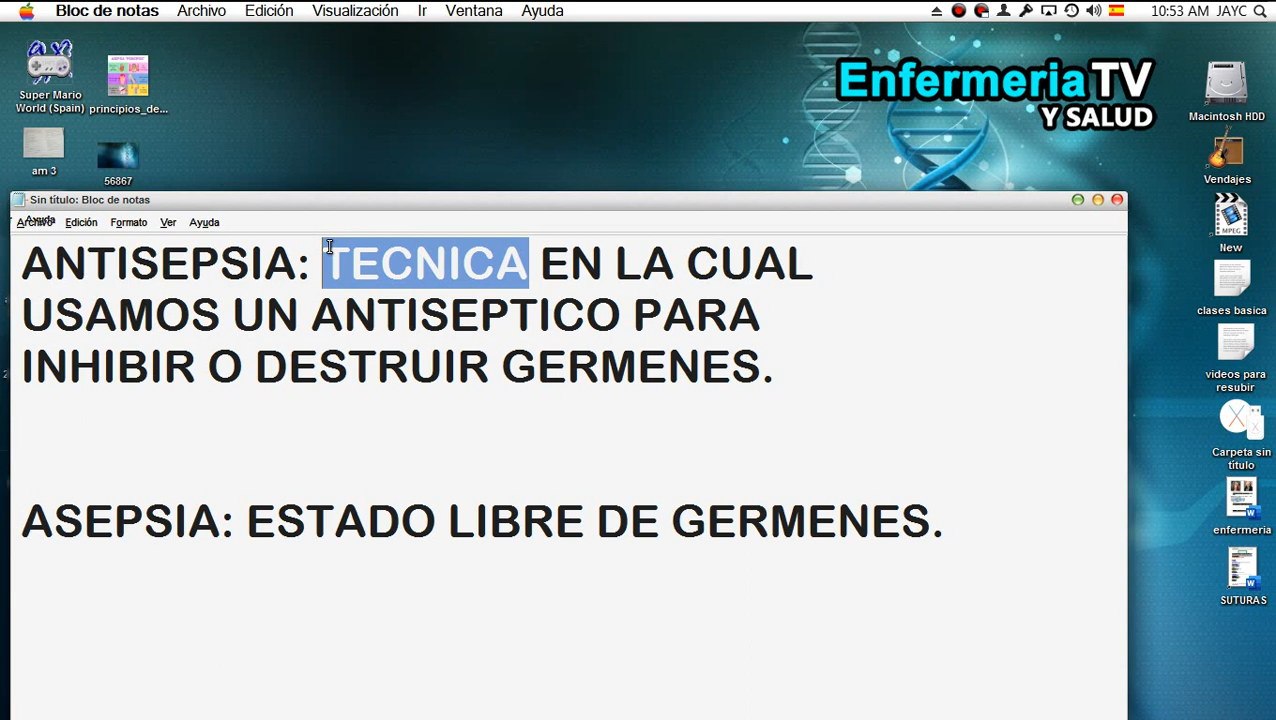 Bloc de notas Archivo Edición Visualización Ir Ventana Ayuda 10:53 AM JAYC
Super Mario
World (Spain)
principios_de...
am 3
56867
Enfermeria TV
Y SALUD
Macintosh HDD
Vendajes
MPEG
New
clases basica
videos para
resubir
Carpeta sin
título
enfermeria
SUTURAS
Sin título: Bloc de notas
Archivo Edición Formato Ver Ayuda
ANTISEPSIA: TECNICA EN LA CUAL
USAMOS UN ANTISEPTICO PARA
INHIBIR O DESTRUIR GERMENES.
ASEPSIA: ESTADO LIBRE DE GERMENES.